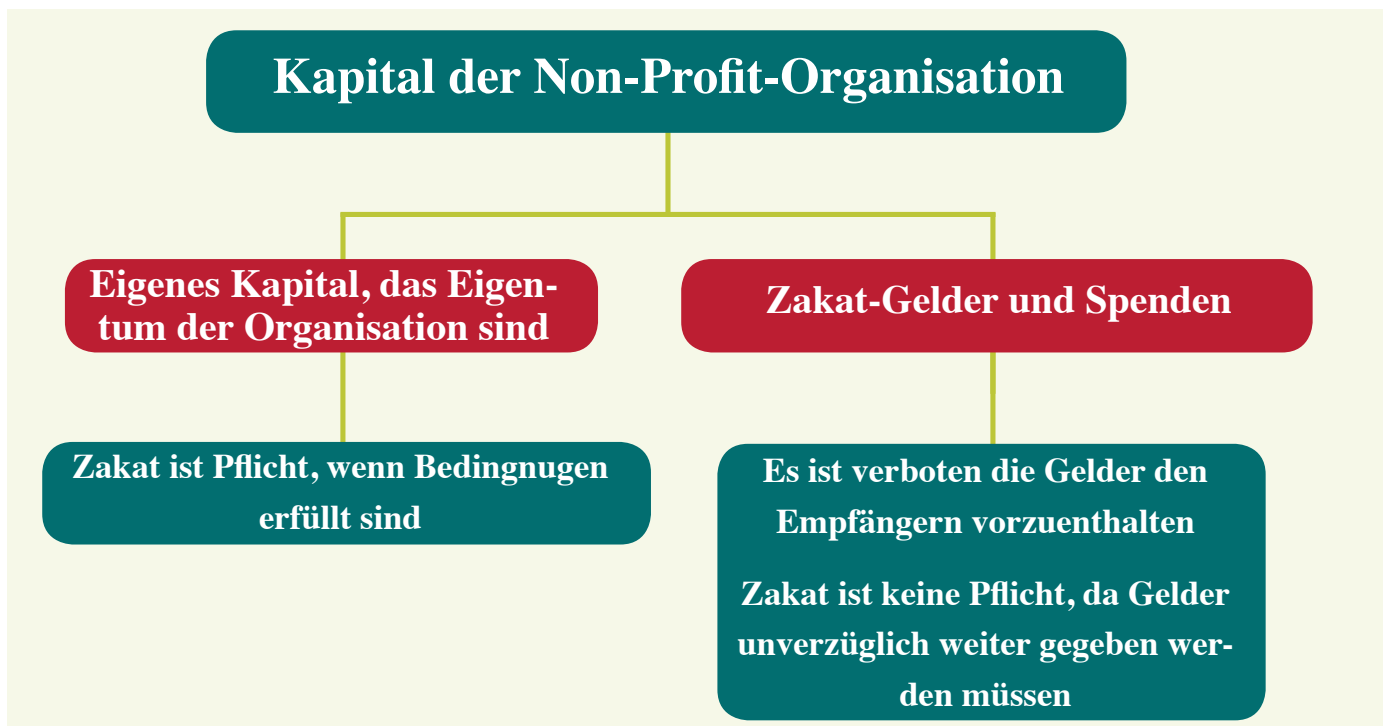 Kapital der Non-Profit-Organisation
Eigenes Kapital, das Eigen-
tum der Organisation sind
Zakat-Gelder und Spenden
Zakat ist Pflicht, wenn Bedingnugen
erfüllt sind
Es ist verboten die Gelder den
Empfängern vorzuenthalten
Zakat ist keine Pflicht, da Gelder
unverzüglich weiter gegeben wer-
den müssen